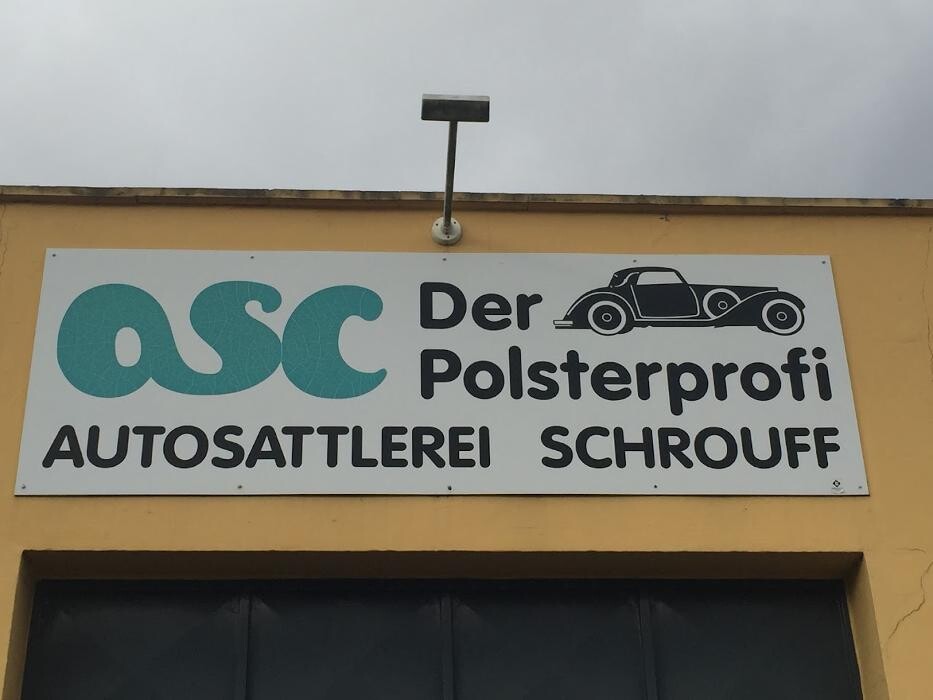 asc
Der
Polsterprofi
AUTOSATTLEREI SCHROUFF